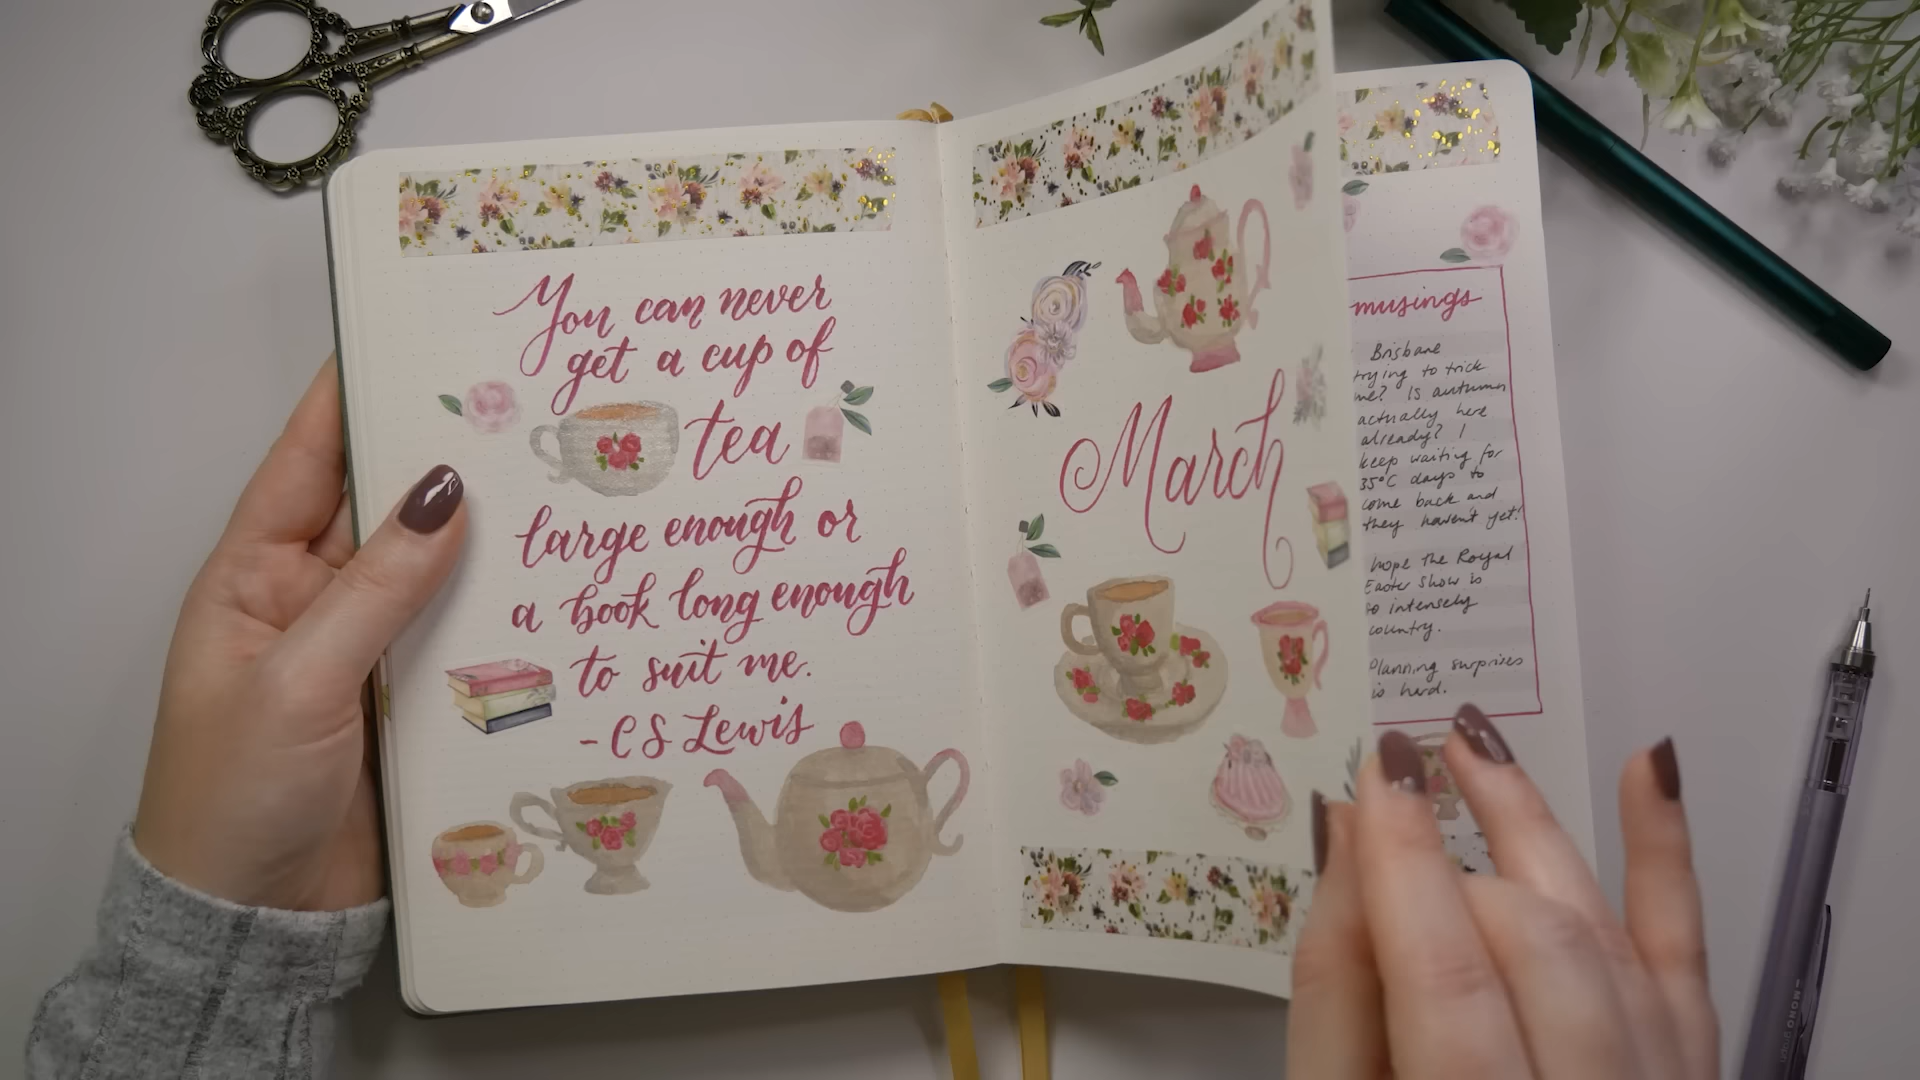 You can never
get a cup of
tea
large enough or
a book long enough
to suit me.
- C S Lewis
March
musings
Brisbane
trying to trick
me? Is autumn
actually here
already? I
keep waiting for
35°C days to
come back and
they haven't yet!
hope the Royal
Easter Show is
so intensely
country.
Planning surprises
is hard.
MONO graph